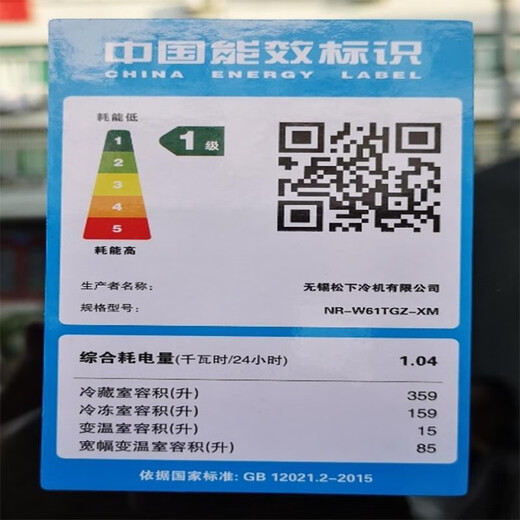 中国能效标识
CHINA ENERGY LABEL
耗能低
1
2
3
4
5
耗能高
1级
生产者名称: 无锡松下冷机有限公司
规格型号: NR-W61TGZ-XM
综合耗电量(千瓦时/24小时) 1.04
冷藏室容积(升) 359
冷冻室容积(升) 159
变温室容积(升) 15
宽幅变温室容积(升) 85
依据国家标准: GB 12021.2-2015